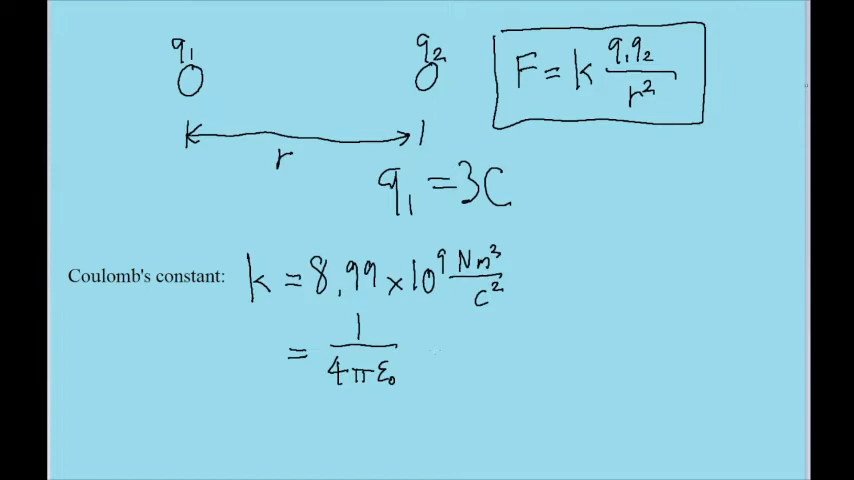 q₁ q₂
F = k q₁q₂ / r²
r
q₁ = 3C
Coulomb's constant: k = 8.99 × 10⁹ Nm³ / C²
= 1 / 4πε₀